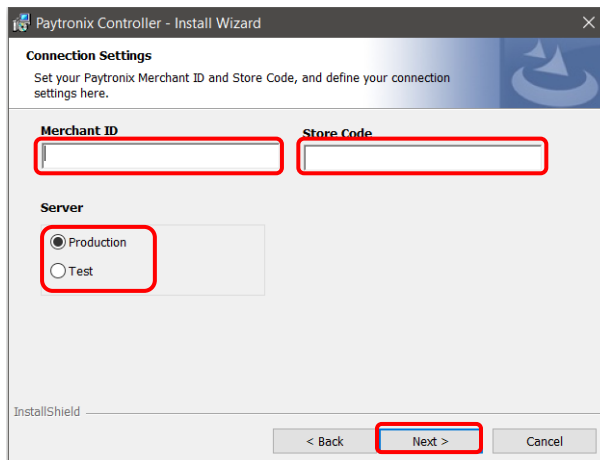 Paytronix Controller - Install Wizard
Connection Settings
Set your Paytronix Merchant ID and Store Code, and define your connection
settings here.
Merchant ID
Store Code
Server
Production
Test
InstallShield
< Back
Next >
Cancel